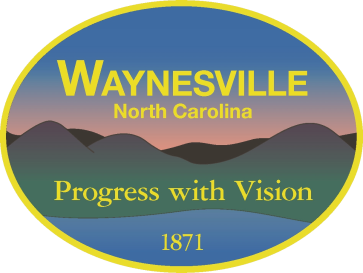 WAYNESVILLE
North Carolina
Progress with Vision
1871